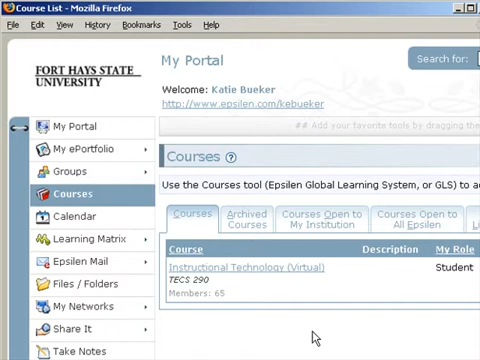 Course List - Mozilla Firefox
File Edit View History Bookmarks Tools Help
My Portal
Search for:
FORT HAYS STATE
UNIVERSITY
Welcome: Katie Bueker
http://www.epsilen.com/kebueker
## Add your favorite tools by dragging the
My Portal
My ePortfolio
Groups
Courses
Calendar
Learning Matrix
Epsilen Mail
Files / Folders
My Networks
Share It
Take Notes
Courses ?
Use the Courses tool (Epsilen Global Learning System, or GLS) to
Courses
Archived
Courses
Courses Open to
My Institution
Courses Open to
All Epsilen
Course Description My Role
Instructional Technology (Virtual) Student
TECS 290
Members: 65